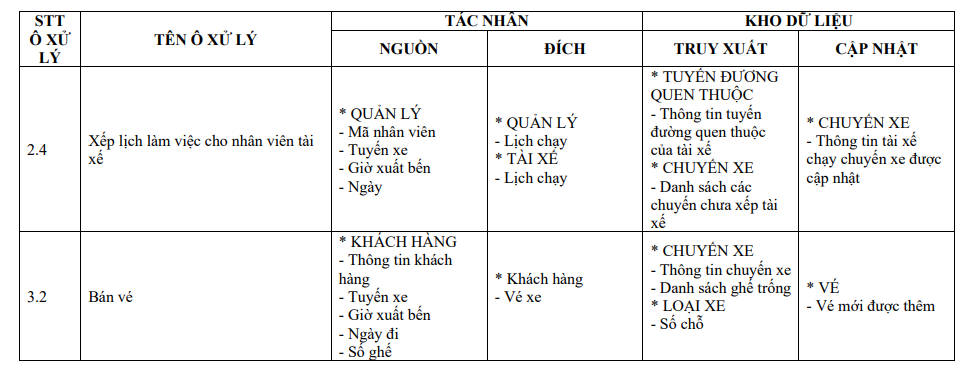 STT
Ô XỬ
LÝ
TÊN Ô XỬ LÝ
TÁC NHÂN
KHO DỮ LIỆU
NGUỒN
ĐÍCH
TRUY XUẤT
CẬP NHẬT
2.4
Xếp lịch làm việc cho nhân viên tài
xế
* QUẢN LÝ
- Mã nhân viên
- Tuyến xe
- Giờ xuất bến
- Ngày
* QUẢN LÝ
- Lịch chạy
* TÀI XẾ
- Lịch chạy
* TUYẾN ĐƯƠNG
QUEN THUỘC
- Thông tin tuyến
đường quen thuộc
của tài xế
* CHUYẾN XE
- Danh sách các
chuyến chưa xếp tài
xế
* CHUYẾN XE
- Thông tin tài xế
chạy chuyến xe được
cập nhật
3.2
Bán vé
* KHÁCH HÀNG
- Thông tin khách
hàng
- Tuyến xe
- Giờ xuất bến
- Ngày đi
- Số ghế
* Khách hàng
- Vé xe
* CHUYẾN XE
- Thông tin chuyến xe
- Danh sách ghế trống
* LOẠI XE
- Số chỗ
* VÉ
- Vé mới được thêm